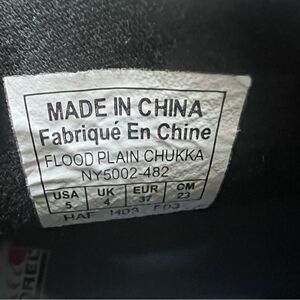 MADE IN CHINA
Fabriqué En Chine
FLOOD PLAIN CHUKKA
NY5002-482
USA UK EUR CM
5 4 37 23
HAF